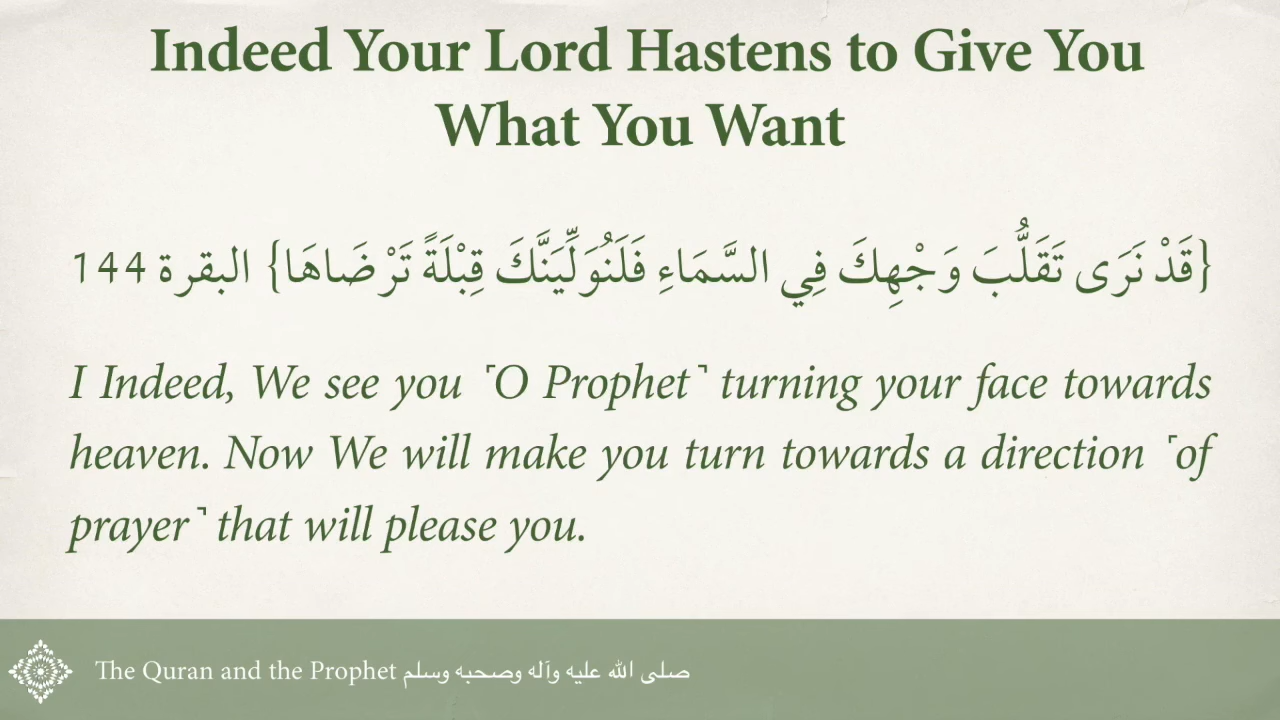 Indeed Your Lord Hastens to Give You
What You Want
{قَدْ نَرَى تَقَلُّبَ وَجْهِكَ فِي السَّمَاءِ فَلَنُوَلِّيَنَّكَ قِبْلَةً تَرْضَاهَا} البقرة 144
I Indeed, We see you ˹O Prophet˺ turning your face towards
heaven. Now We will make you turn towards a direction ˹of
prayer˺ that will please you.
The Quran and the Prophet صلى الله عليه وآله وصحبه وسلم